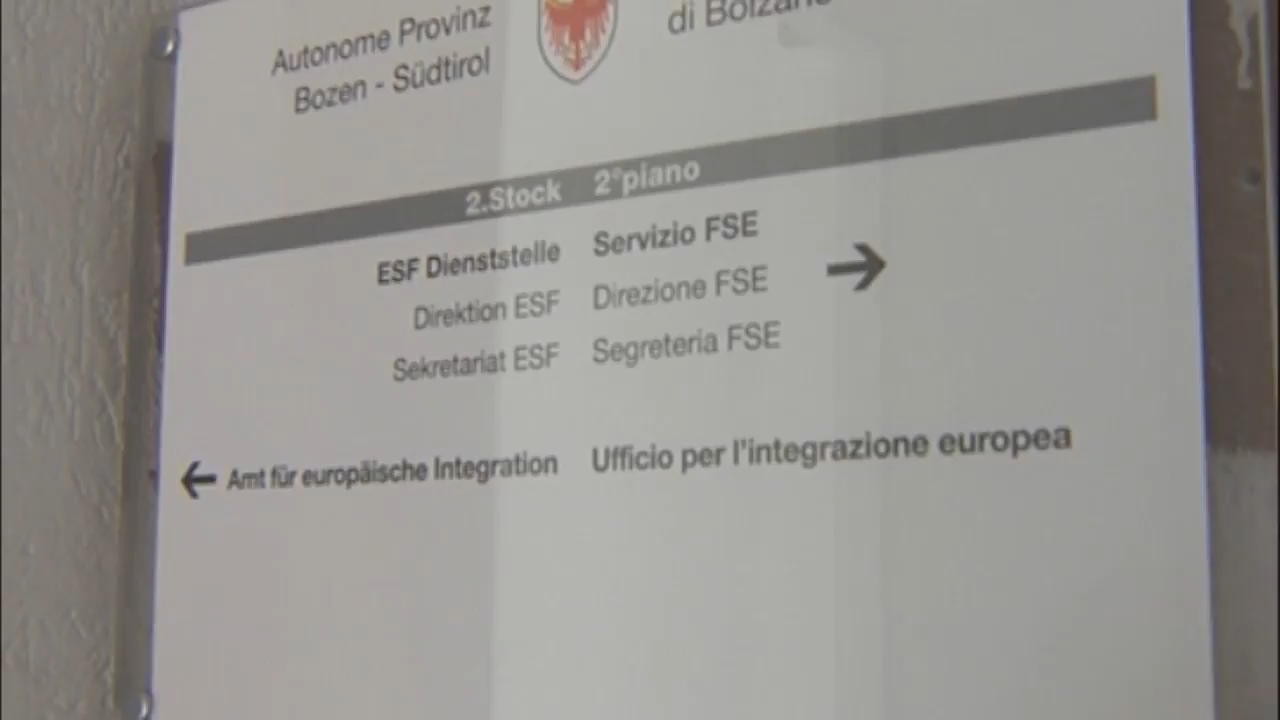 Autonome Provinz
Bozen - Südtirol
di Bolzano
2.Stock 2°piano
ESF Dienststelle Servizio FSE
Direktion ESF Direzione FSE
Sekretariat ESF Segreteria FSE
Amt für europäische Integration Ufficio per l'integrazione europea